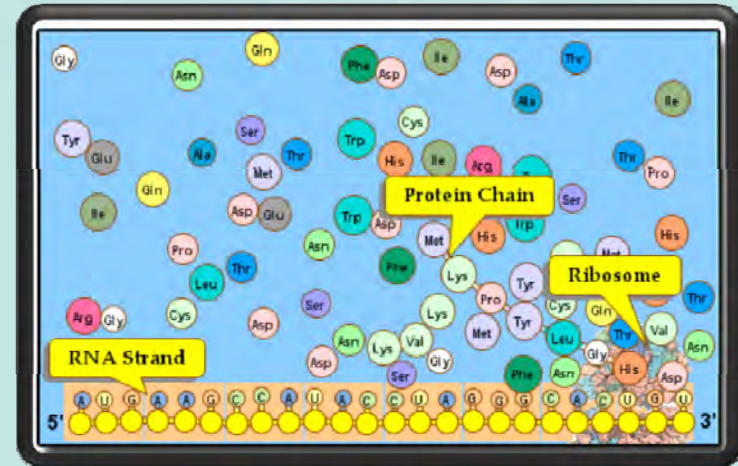 Gly
Gln
Asn
Phe
Asp
Ile
Asp
Thr
Ala
Ile
Tyr
Glu
Ala
Ser
Met
Thr
Trp
Cys
His
Ile
Arg
Thr
Pro
Gln
Ile
Asp
Glu
Trp
Asp
Protein Chain
Ser
Trp
His
Met
His
Met
Pro
Asn
Thr
Leu
Phe
Lys
Tyr
Ribosome
Thr
Arg
Gly
Cys
Asp
Ser
Lys
Pro
Met
Tyr
Cys
Gln
Leu
Thr
Val
Asn
RNA Strand
Asp
Asn
Lys
Val
Gly
Ser
Phe
Asn
Gly
His
Asp
A U G A A G C C A U A C C U A G G G C A C U G U
5' 3'